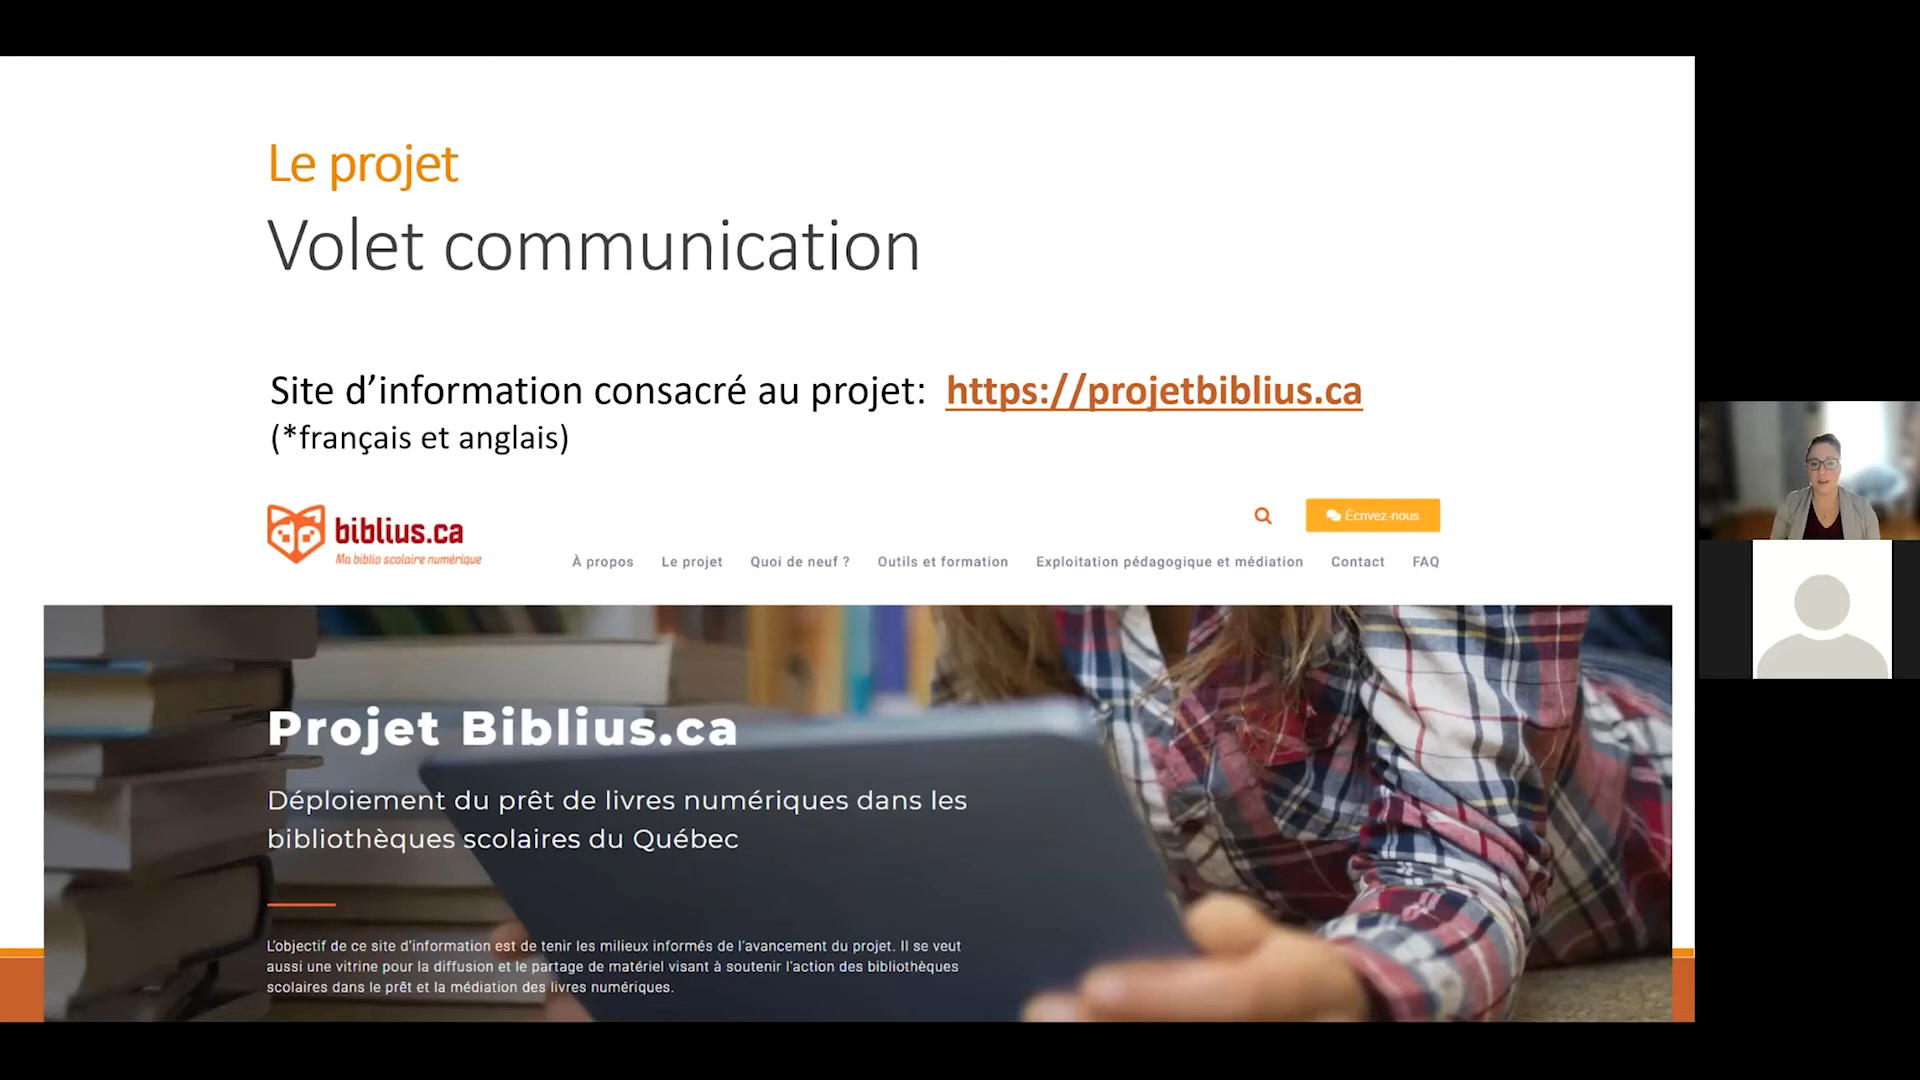 Le projet
Volet communication
Site d’information consacré au projet: https://projetbiblius.ca
(*français et anglais)
biblius.ca
Ma biblio scolaire numérique
Écrivez-nous
À propos Le projet Quoi de neuf ? Outils et formation Exploitation pédagogique et médiation Contact FAQ
Projet Biblius.ca
Déploiement du prêt de livres numériques dans les
bibliothèques scolaires du Québec
L’objectif de ce site d’information est de tenir les milieux informés de l’avancement du projet. Il se veut
aussi une vitrine pour la diffusion et le partage de matériel visant à soutenir l’action des bibliothèques
scolaires dans le prêt et la médiation des livres numériques.